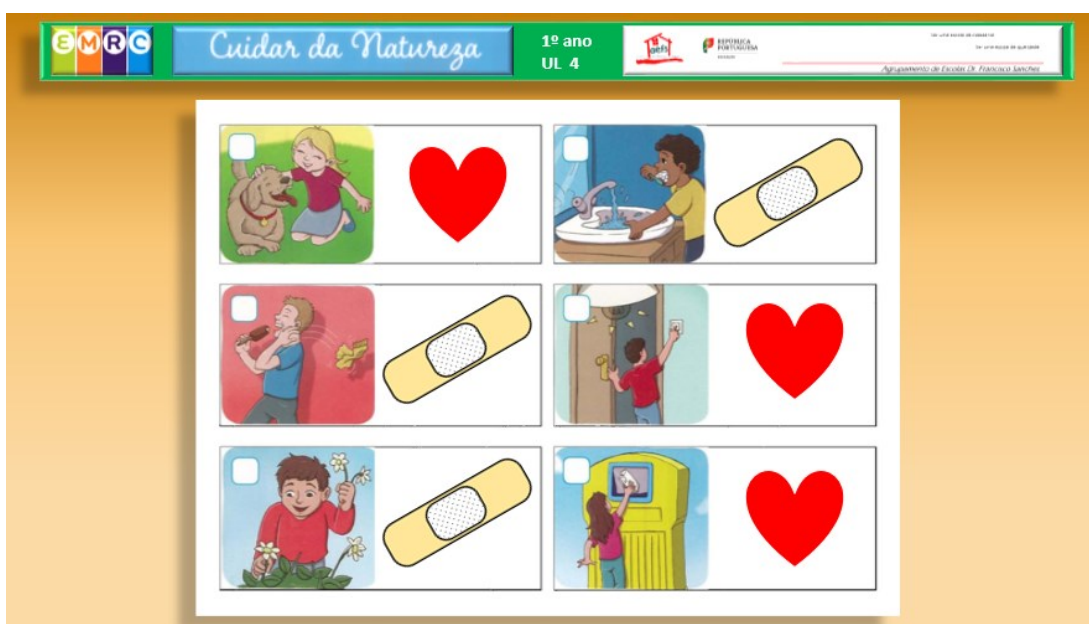 EMRC
Cuidar da Natureza
1º ano
UL 4
aefs
REPÚBLICA
PORTUGUESA
Agrupamento de Escolas Dr. Francisco Sanches